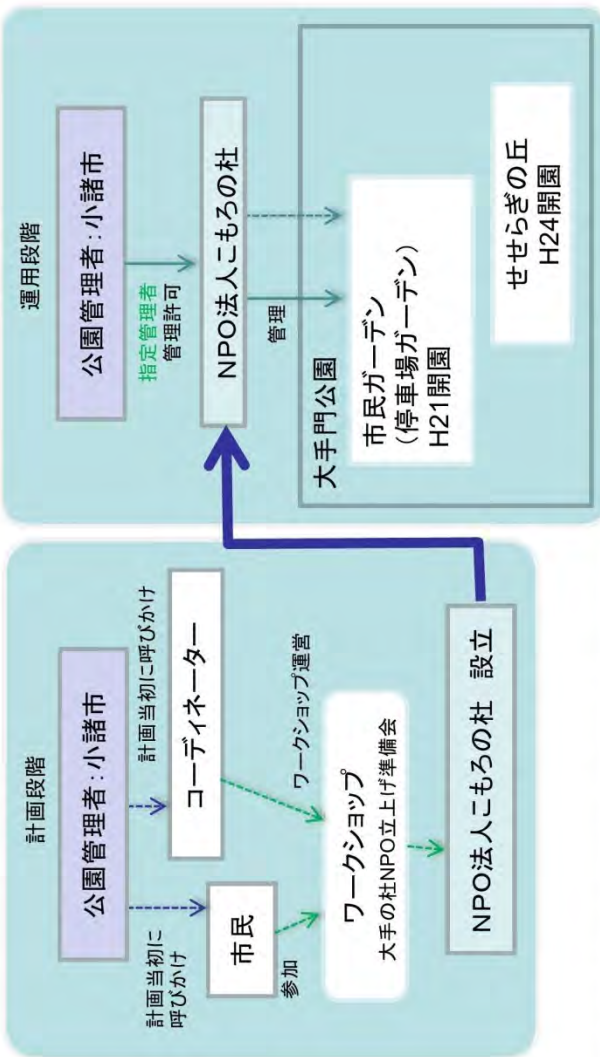 計画段階
公園管理者：小諸市
計画当初に
呼びかけ
計画当初に呼びかけ
市民
コーディネーター
参加
ワークショップ運営
ワークショップ
大手の杜NPO立上げ準備会
NPO法人こもろの杜 設立
運用段階
公園管理者：小諸市
指定管理者
管理許可
NPO法人こもろの杜
管理
大手門公園
市民ガーデン
（停車場ガーデン）
H21開園
せせらぎの丘
H24開園